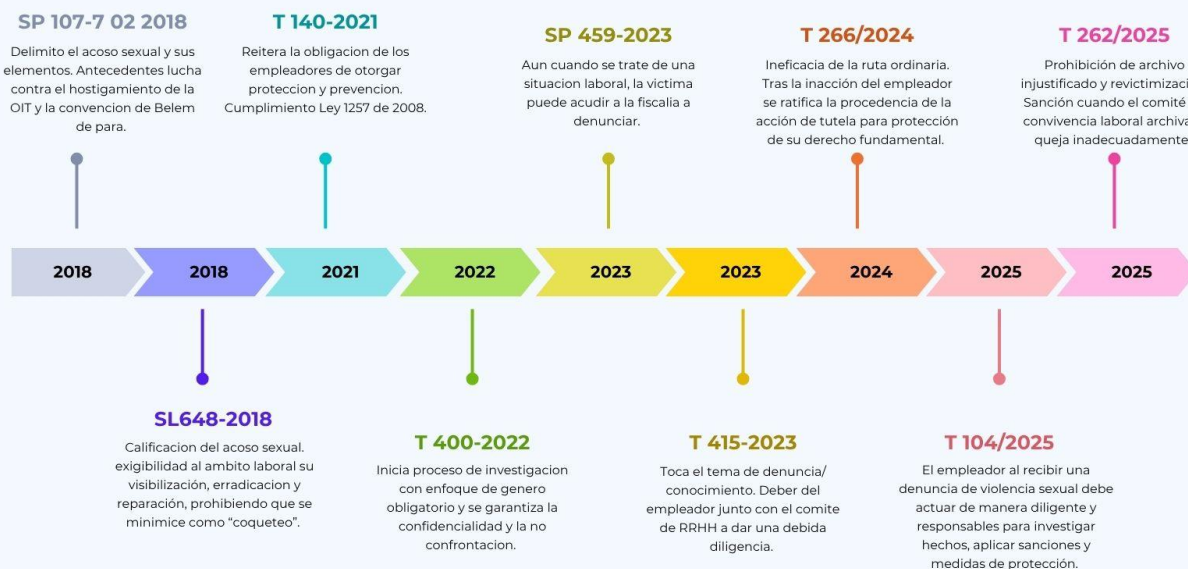 SP 107-7 02 2018
Delimito el acoso sexual y sus
elementos. Antecedentes lucha
contra el hostigamiento de la
OIT y la convencion de Belem
de para.
T 140-2021
Reitera la obligacion de los
empleadores de otorgar
proteccion y prevencion.
Cumplimiento Ley 1257 de 2008.
SP 459-2023
Aun cuando se trate de una
situacion laboral, la victima
puede acudir a la fiscalia a
denunciar.
T 266/2024
Ineficacia de la ruta ordinaria.
Tras la inacción del empleador
se ratifica la procedencia de la
acción de tutela para protección
de su derecho fundamental.
T 262/2025
Prohibición de archivo
injustificado y
Sanción cuando el comité
convivencia laboral
queja inadecuadamente
2018
2018
2021
2022
2023
2023
2024
2025
2025
SL648-2018
Calificacion del acoso sexual.
exigibilidad al ambito laboral su
visibilización, erradicacion y
reparación, prohibiendo que se
minimice como “coqueteo”.
T 400-2022
Inicia proceso de investigacion
con enfoque de genero
obligatorio y se garantiza la
confidencialidad y la no
confrontacion.
T 415-2023
Toca el tema de denuncia/
conocimiento. Deber del
empleador junto con el comite
de RRHH a dar una debida
diligencia.
T 104/2025
El empleador al recibir una
denuncia de violencia sexual debe
actuar de manera diligente y
responsables para investigar
hechos, aplicar sanciones y
medidas de protección.